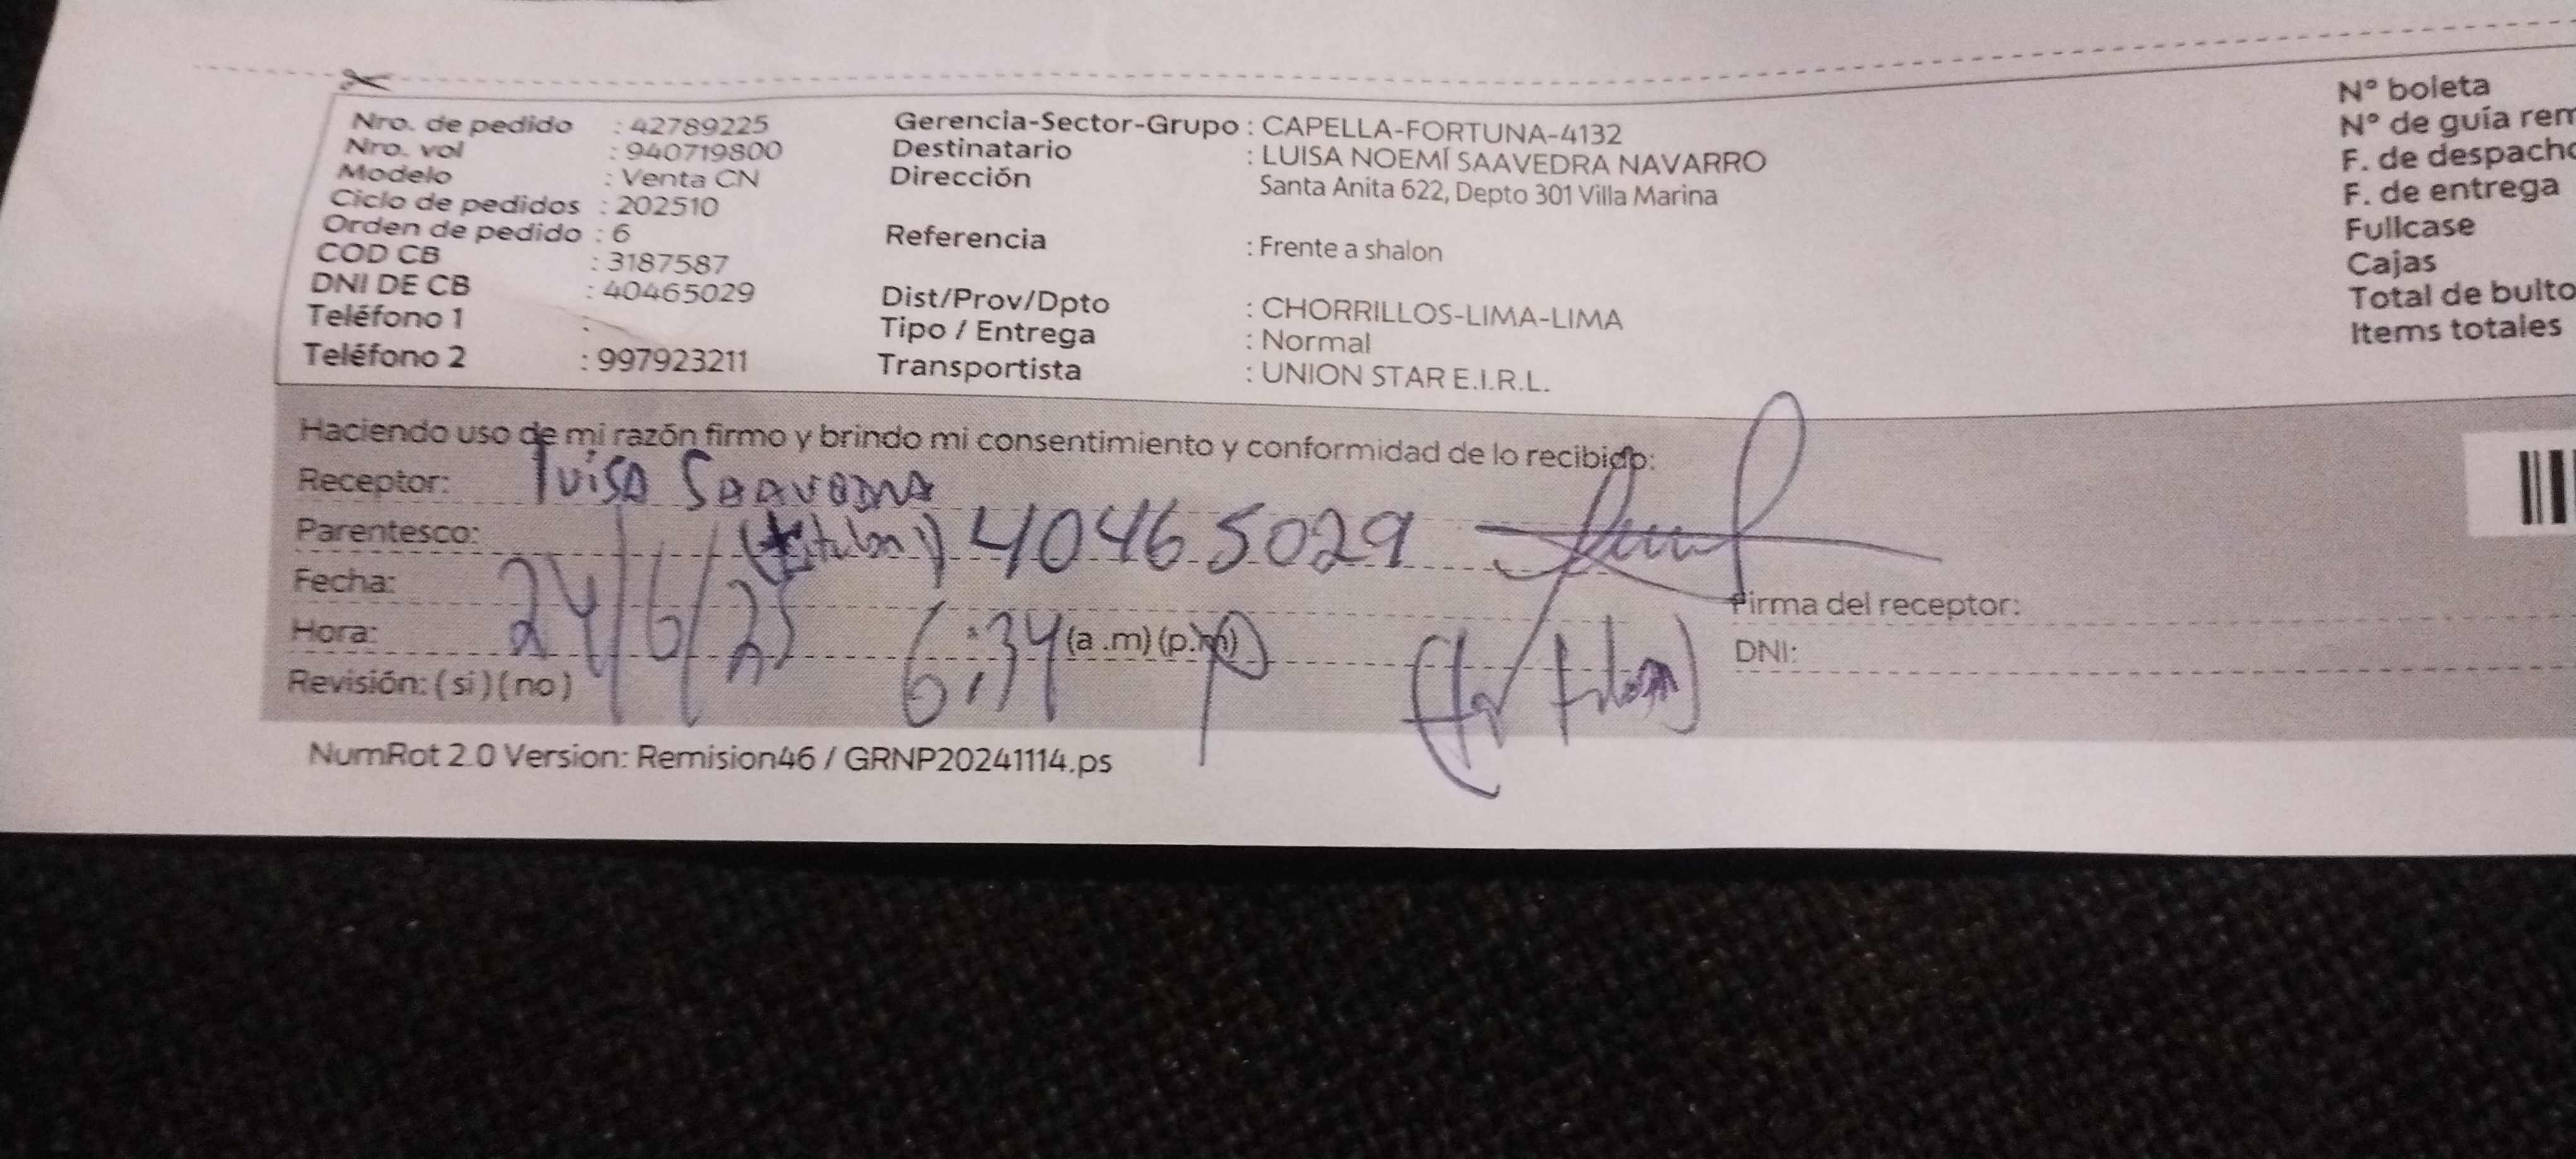 Nro. de pedido : 42789225
Nro. vol : 940719800
Modelo : Venta CN
Ciclo de pedidos : 202510
Orden de pedido : 6
COD CB : 3187587
DNI DE CB : 40465029
Teléfono 1 :
Teléfono 2 : 997923211
Gerencia-Sector-Grupo : CAPELLA-FORTUNA-4132
Destinatario : LUISA NOEMÍ SAAVEDRA NAVARRO
Dirección Santa Anita 622, Depto 301 Villa Marina
Referencia : Frente a shalon
Dist/Prov/Dpto : CHORRILLOS-LIMA-LIMA
Tipo / Entrega : Normal
Transportista : UNION STAR E.I.R.L.
N° boleta
N° de guía rem
F. de despacho
F. de entrega
Fullcase
Cajas
Total de bulto
Items totales
Haciendo uso de mi razón firmo y brindo mi consentimiento y conformidad de lo recibido:
Receptor: Luisa Saavedra
Parentesco: (titular) 40465029
Fecha: 24/6/25
Hora: 6:34 (a .m) (p.m)
Revisión: (si) (no)
Firma del receptor:
DNI:
NumRot 2.0 Version: Remision46 / GRNP20241114.ps